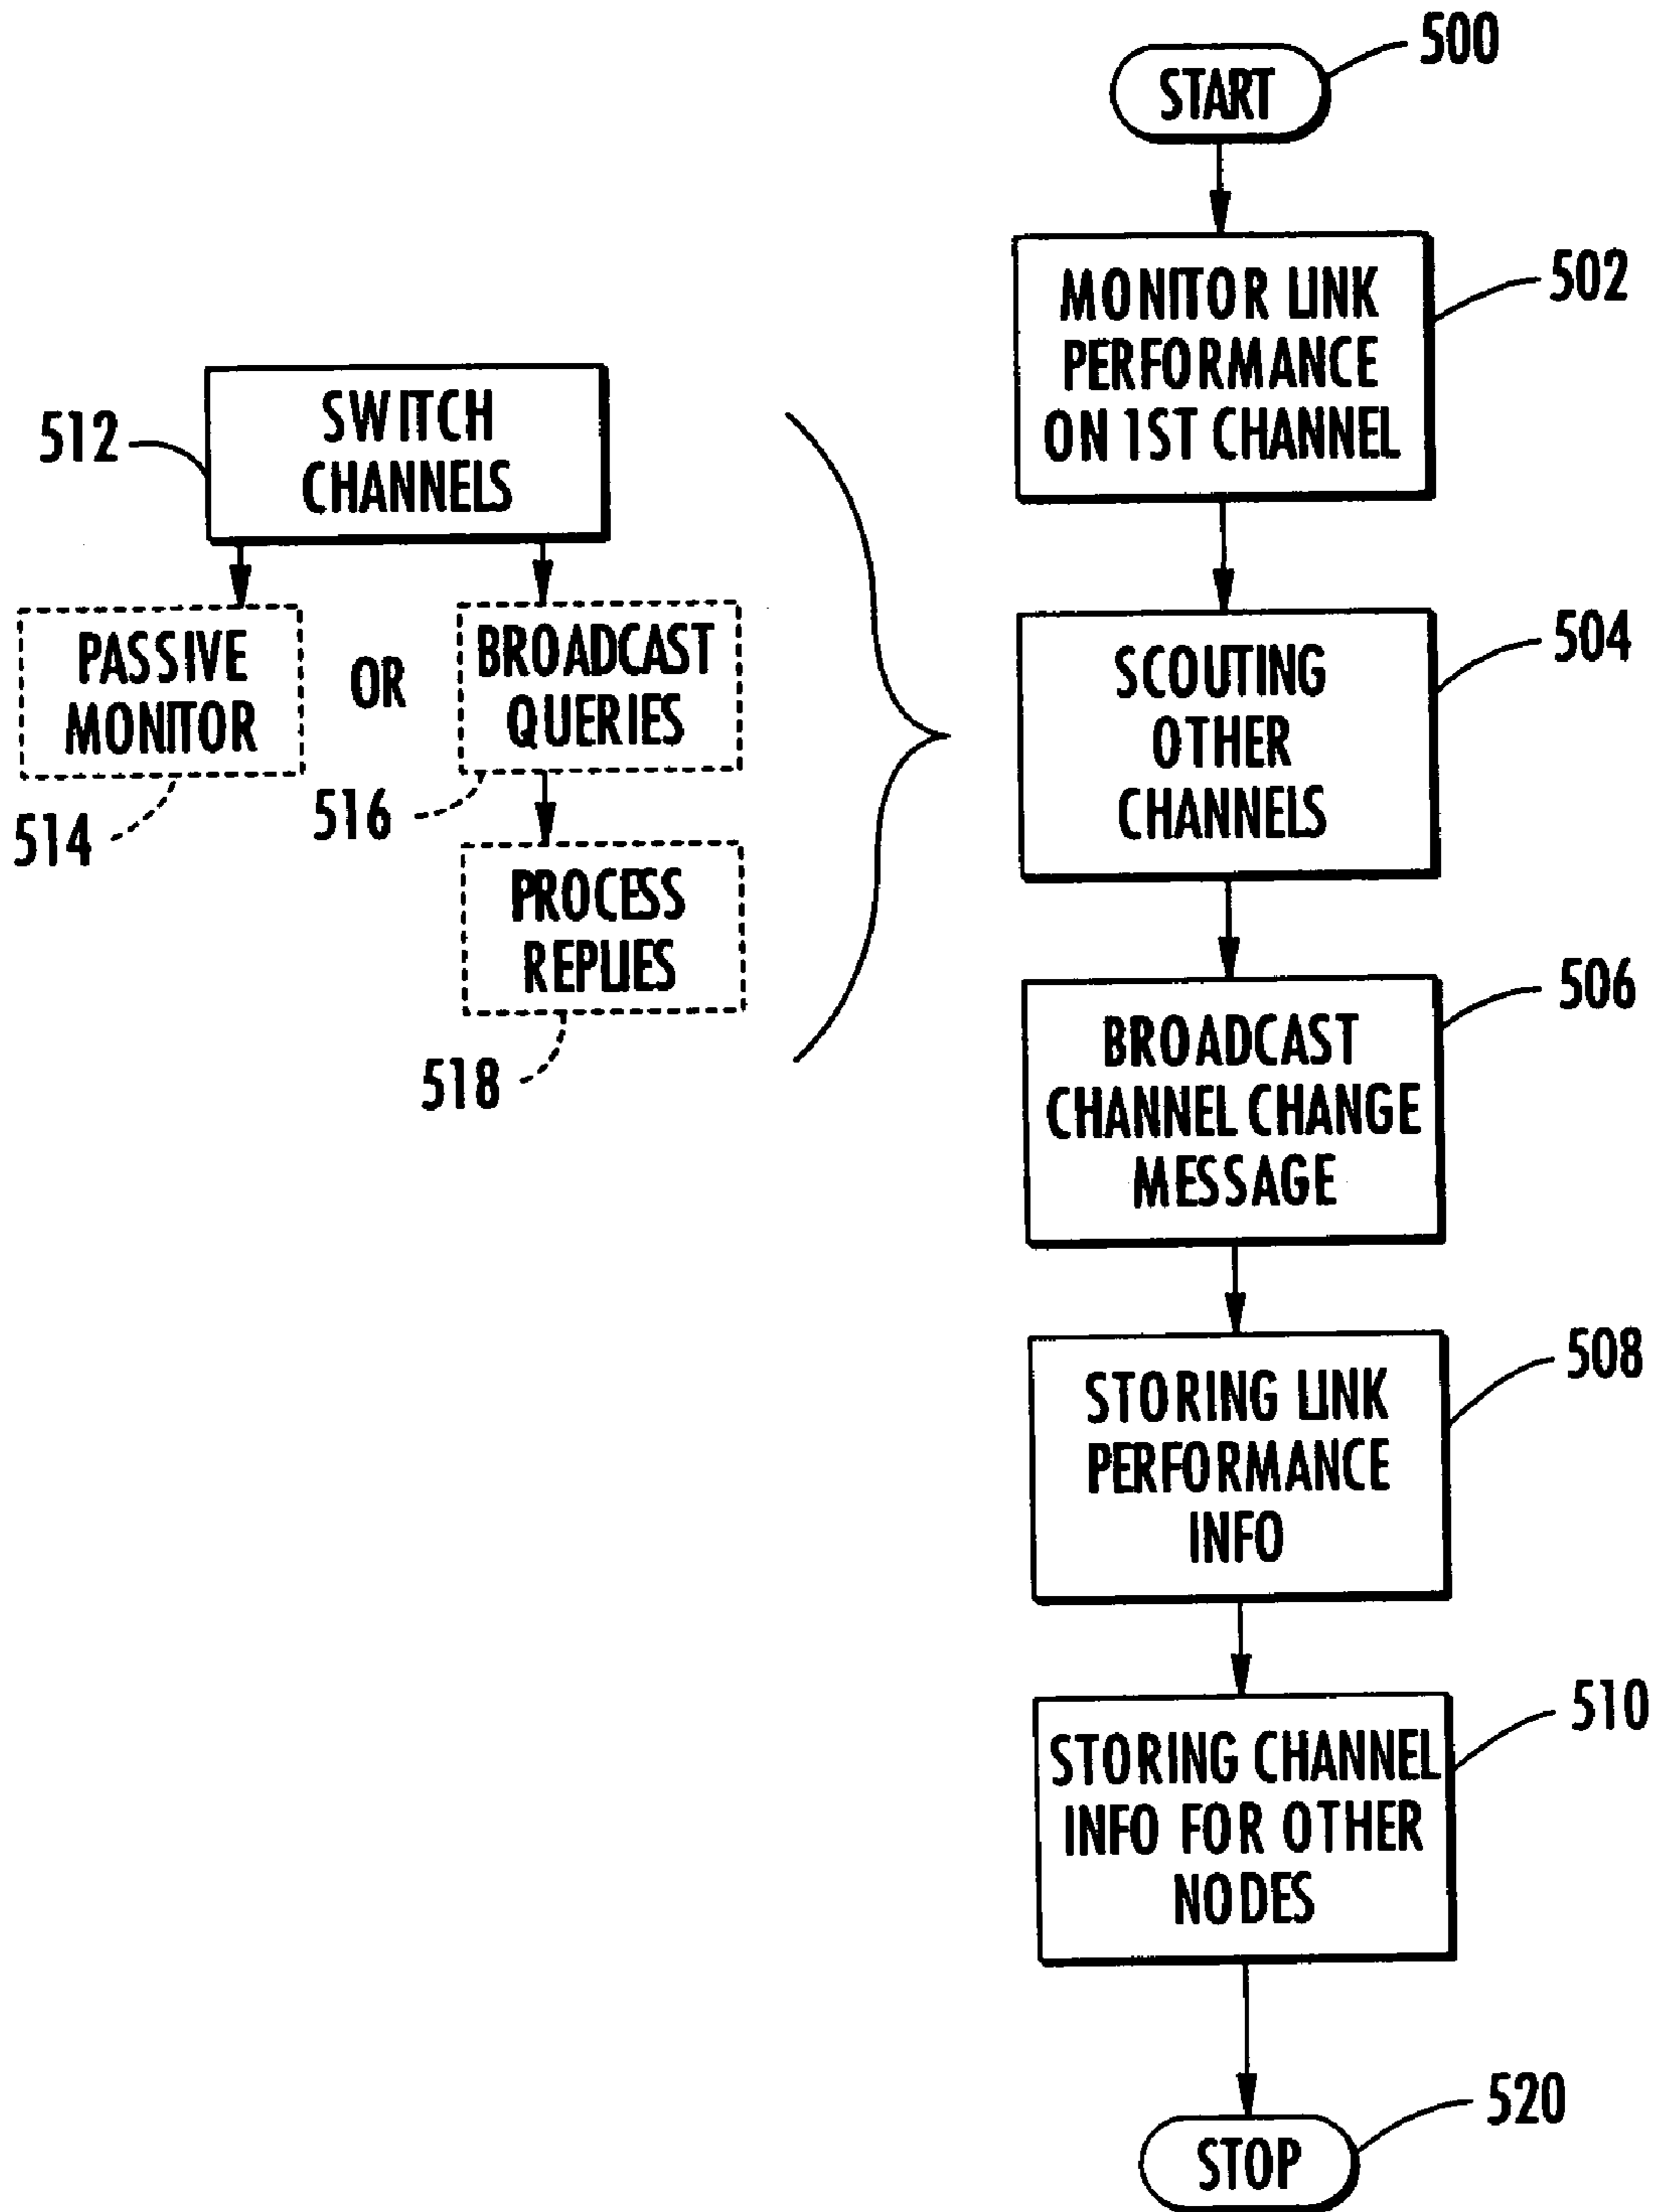 START
500
MONITOR LINK
PERFORMANCE
ON 1ST CHANNEL
502
SWITCH
CHANNELS
512
PASSIVE
MONITOR
514
OR
BROADCAST
QUERIES
516
PROCESS
REPLIES
518
SCOUTING
OTHER
CHANNELS
504
BROADCAST
CHANNEL CHANGE
MESSAGE
506
STORING LINK
PERFORMANCE
INFO
508
STORING CHANNEL
INFO FOR OTHER
NODES
510
STOP
520